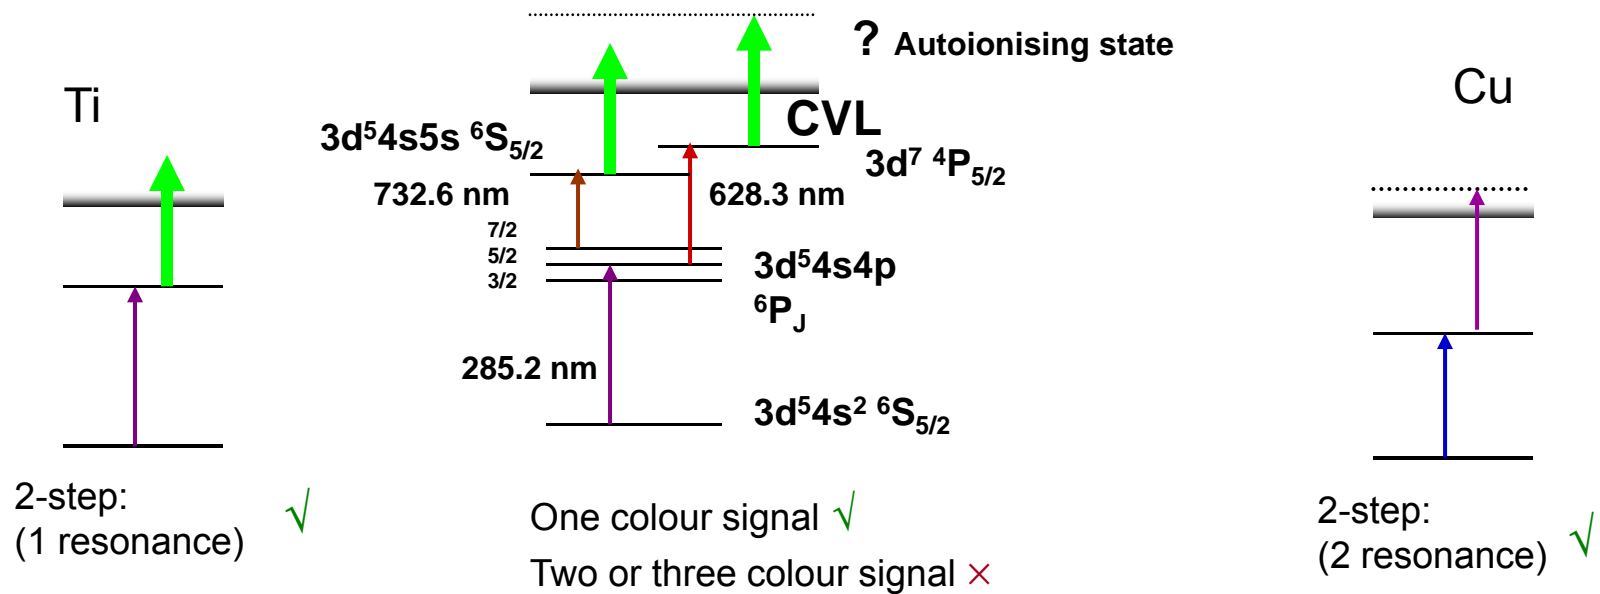 Ti
2-step:
(1 resonance) √
? Autoionising state
CVL
3d⁵4s5s ⁶S₅/₂
3d⁷ ⁴P₅/₂
732.6 nm
628.3 nm
7/2
5/2
3/2
3d⁵4s4p
⁶P_J
285.2 nm
3d⁵4s² ⁶S₅/₂
One colour signal √
Two or three colour signal ×
Cu
2-step:
(2 resonance) √